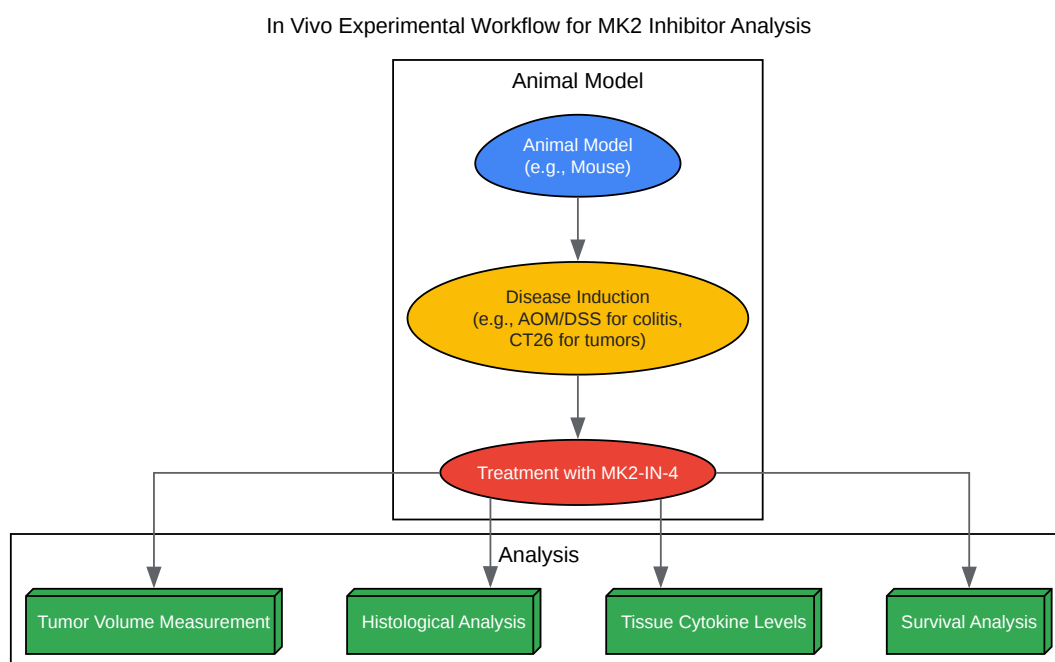 In Vivo Experimental Workflow for MK2 Inhibitor Analysis
Animal Model
Animal Model
(e.g., Mouse)
Disease Induction
(e.g., AOM/DSS for colitis,
CT26 for tumors)
Treatment with MK2-IN-4
Analysis
Tumor Volume Measurement
Histological Analysis
Tissue Cytokine Levels
Survival Analysis